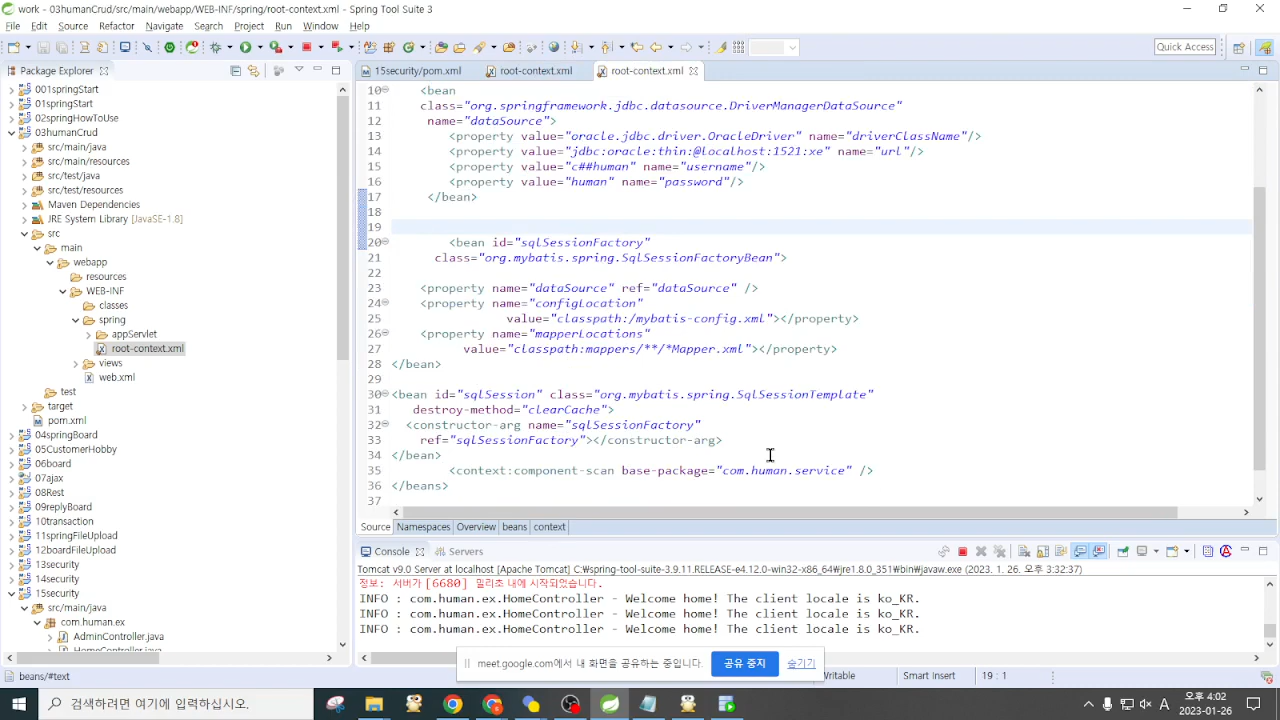 work - 03humanCrud/src/main/webapp/WEB-INF/spring/root-context.xml - Spring Tool Suite 3
File Edit Source Refactor Navigate Search Project Run Window Help
Quick Access
Package Explorer
001springStart
01springStart
02springHowToUse
03humanCrud
src/main/java
src/main/resources
src/test/java
src/test/resources
Maven Dependencies
JRE System Library [JavaSE-1.8]
src
main
webapp
resources
WEB-INF
classes
spring
appServlet
root-context.xml
views
web.xml
test
target
pom.xml
04springBoard
05CustomerHobby
06board
07ajax
08Rest
09replyBoard
10transaction
11springFileUpload
12boardFileUpload
13security
14security
15security
src/main/java
com.human.ex
AdminController.java
15security/pom.xml root-context.xml root-context.xml
10 <bean
11 class="org.springframework.jdbc.datasource.DriverManagerDataSource"
12 name="dataSource">
13 <property value="oracle.jdbc.driver.OracleDriver" name="driverClassName"/>
14 <property value="jdbc:oracle:thin:@localhost:1521:xe" name="url"/>
15 <property value="c##human" name="username"/>
16 <property value="human" name="password"/>
17 </bean>
18
19
20 <bean id="sqlSessionFactory"
21 class="org.mybatis.spring.SqlSessionFactoryBean">
22
23 <property name="dataSource" ref="dataSource" />
24 <property name="configLocation"
25 value="classpath:/mybatis-config.xml"></property>
26 <property name="mapperLocations"
27 value="classpath:mappers/**/*Mapper.xml"></property>
28 </bean>
29
30 <bean id="sqlSession" class="org.mybatis.spring.SqlSessionTemplate"
31 destroy-method="clearCache">
32 <constructor-arg name="sqlSessionFactory"
33 ref="sqlSessionFactory"></constructor-arg>
34 </bean>
35 <context:component-scan base-package="com.human.service" />
36 </beans>
37
Source Namespaces Overview beans context
Console Servers
Tomcat v9.0 Server at localhost [Apache Tomcat] C:\spring-tool-suite-3.9.11.RELEASE-e4.12.0-win32-x86_64\jre1.8.0_351\bin\javaw.exe (2023. 1. 26. 오후 3:32:37)
정보: 서버가 [6680] 밀리초 내에 시작되었습니다.
INFO : com.human.ex.HomeController - Welcome home! The client locale is ko_KR.
INFO : com.human.ex.HomeController - Welcome home! The client locale is ko_KR.
INFO : com.human.ex.HomeController - Welcome home! The client locale is ko_KR.
meet.google.com에서 내 화면을 공유하는 중입니다. 공유 중지 숨기기
beans/#text Smart Insert 19 : 1
검색하려면 여기에 입력하십시오.
A 오후 4:02
2023-01-26